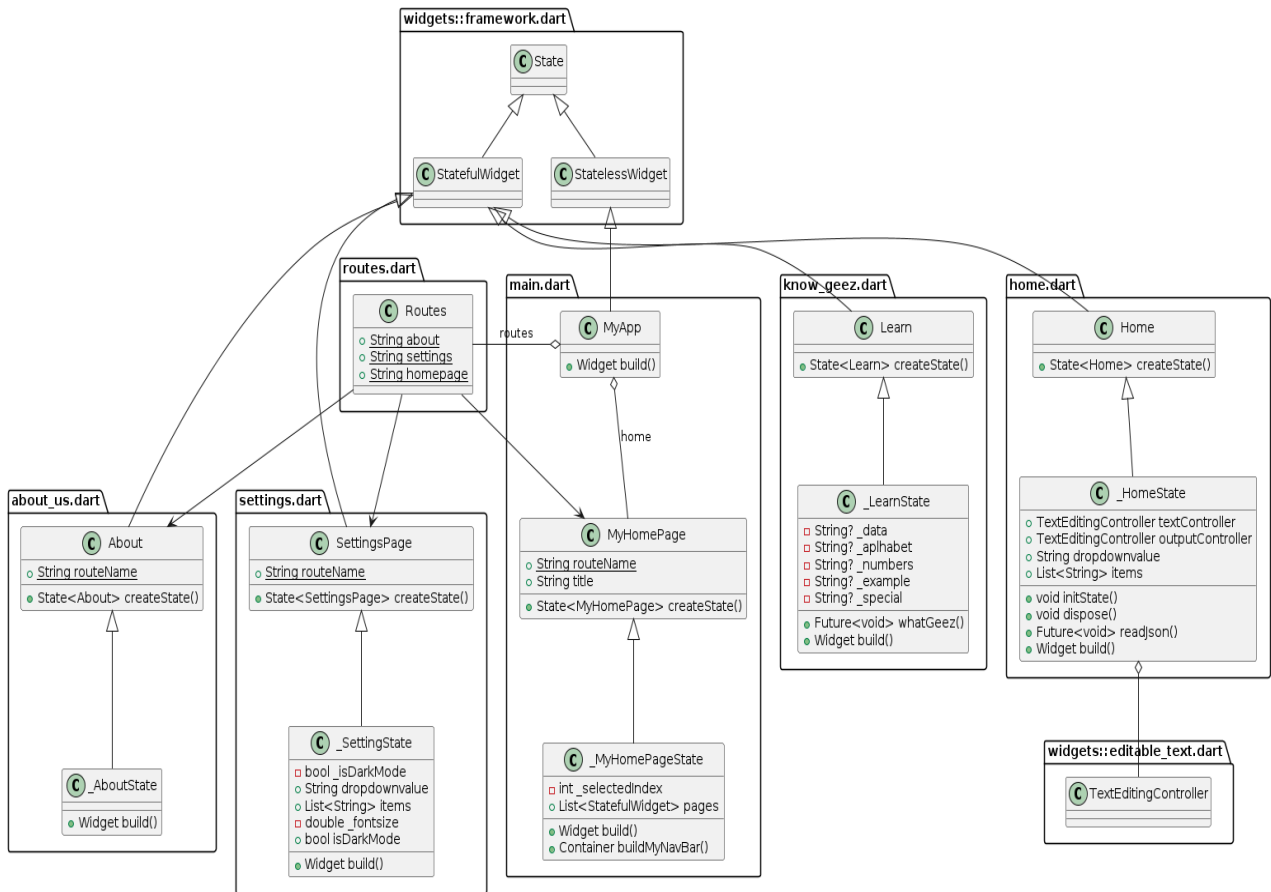 widgets::framework.dart
C State
C StatefulWidget
C StatelessWidget
routes.dart
C Routes
String about
String settings
String homepage
routes
main.dart
C MyApp
Widget build()
home
know_geez.dart
C Learn
State<Learn> createState()
home.dart
C Home
State<Home> createState()
about_us.dart
C About
String routeName
State<About> createState()
settings.dart
C SettingsPage
String routeName
State<SettingsPage> createState()
C MyHomePage
String routeName
String title
State<MyHomePage> createState()
C _LearnState
String? _data
String? _aplhabet
String? _numbers
String? _example
String? _special
Future<void> whatGeez()
Widget build()
C _HomeState
TextEditingController textController
TextEditingController outputController
String dropdownvalue
List<String> items
void initState()
void dispose()
Future<void> readJson()
Widget build()
C _AboutState
Widget build()
C _SettingState
bool _isDarkMode
String dropdownvalue
List<String> items
double _fontsize
bool isDarkMode
Widget build()
C _MyHomePageState
int _selectedIndex
List<StatefulWidget> pages
Widget build()
Container buildMyNavBar()
widgets::editable_text.dart
C TextEditingController